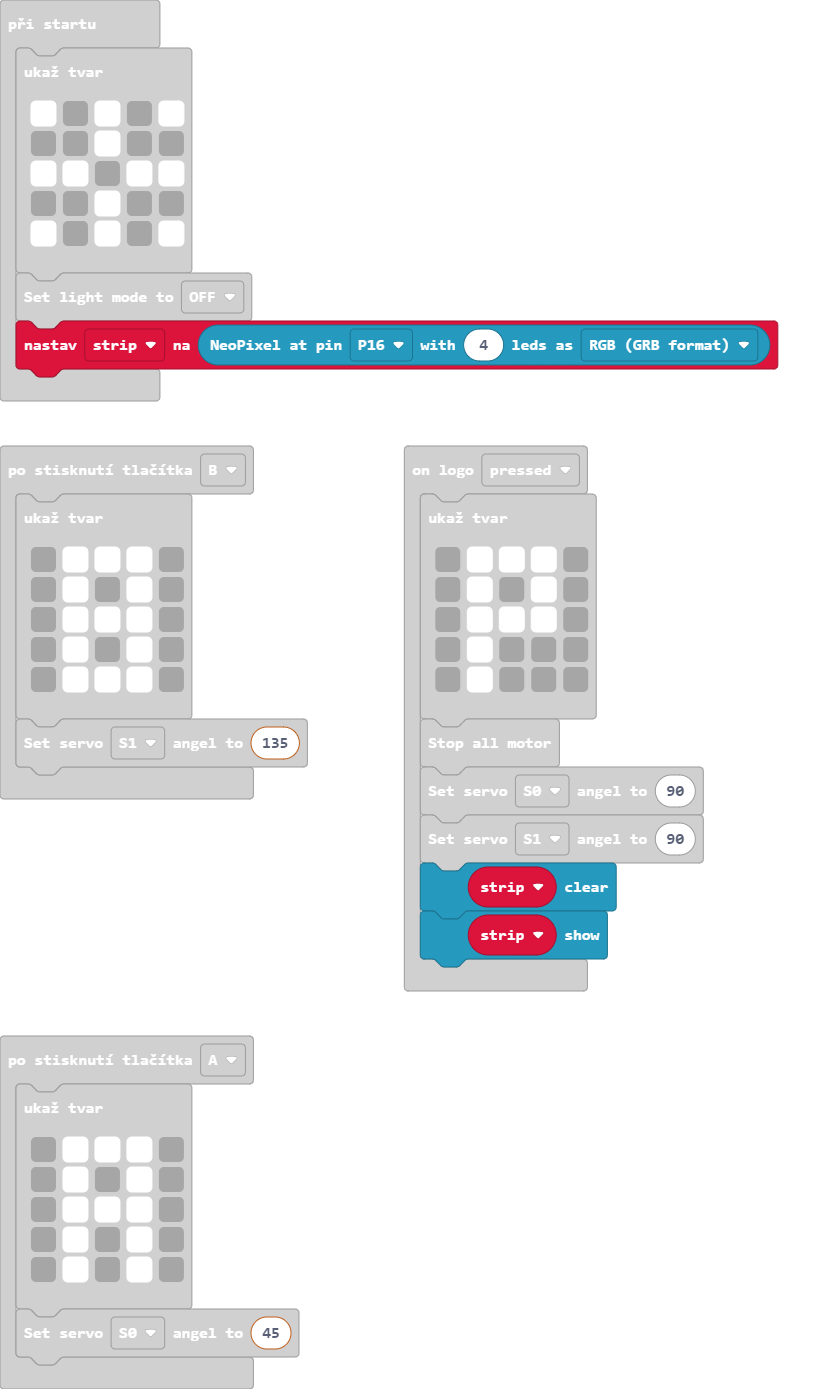 při startu
ukaž tvar
Set light mode to OFF
nastav strip na NeoPixel at pin P16 with 4 leds as RGB (GRB format)
po stisknutí tlačítka B
ukaž tvar
Set servo S1 angel to 135
on logo pressed
ukaž tvar
Stop all motor
Set servo S0 angel to 90
Set servo S1 angel to 90
strip clear
strip show
po stisknutí tlačítka A
ukaž tvar
Set servo S0 angel to 45